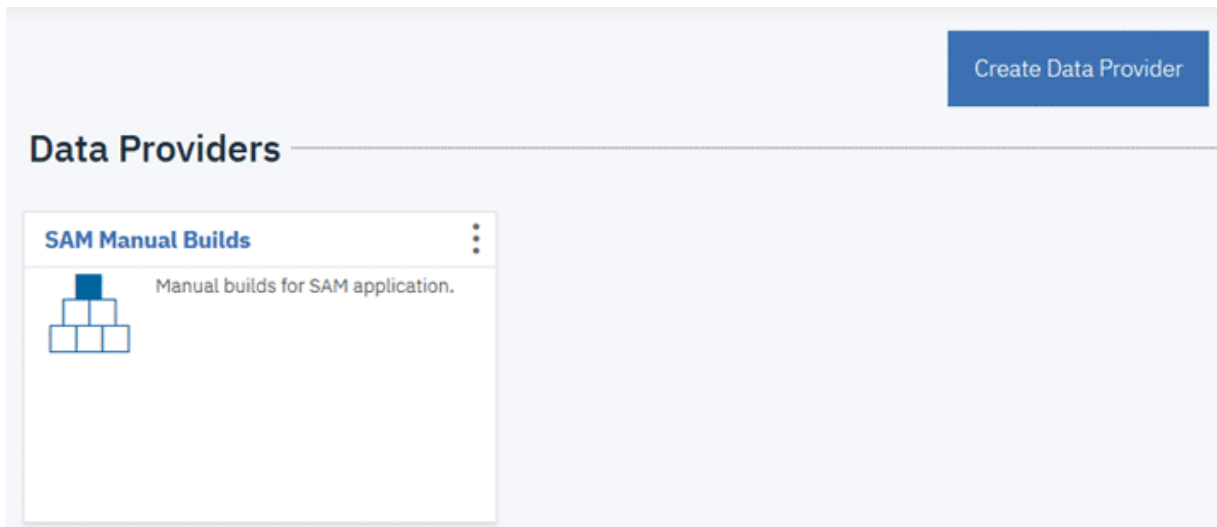 Create Data Provider
Data Providers
SAM Manual Builds
Manual builds for SAM application.